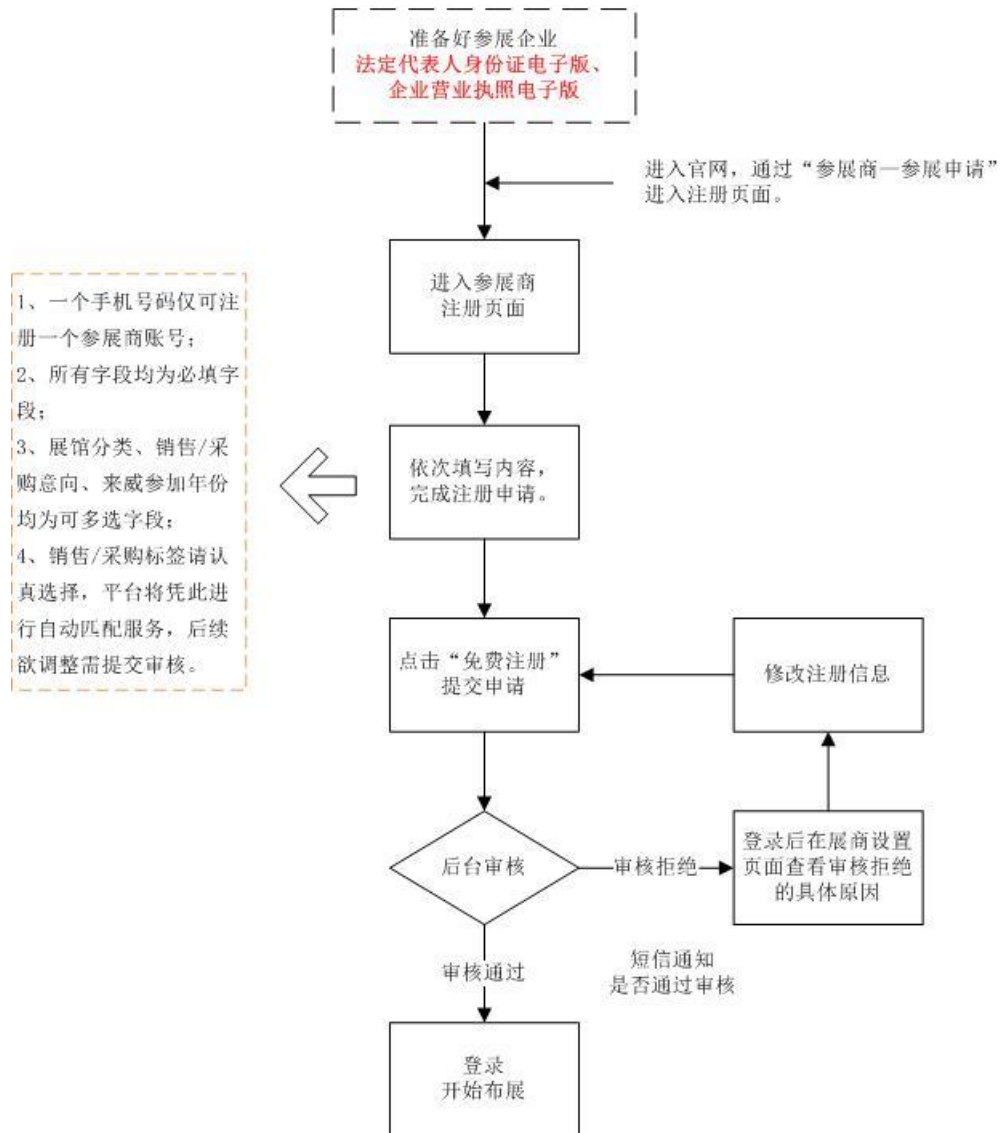 准备好参展企业
法定代表人身份证电子版、
企业营业执照电子版
进入官网，通过“参展商—参展申请”
进入注册页面。
进入参展商
注册页面
1、一个手机号码仅可注
册一个参展商账号；
2、所有字段均为必填字
段；
3、展馆分类、销售/采
购意向、来威参加年份
均为可多选字段；
4、销售/采购标签请认
真选择，平台将凭此进
行自动匹配服务，后续
欲调整需提交审核。
依次填写内容，
完成注册申请。
点击“免费注册”
提交申请
修改注册信息
后台审核
审核拒绝
登录后在展商设置
页面查看审核拒绝
的具体原因
审核通过
短信通知
是否通过审核
登录
开始布展